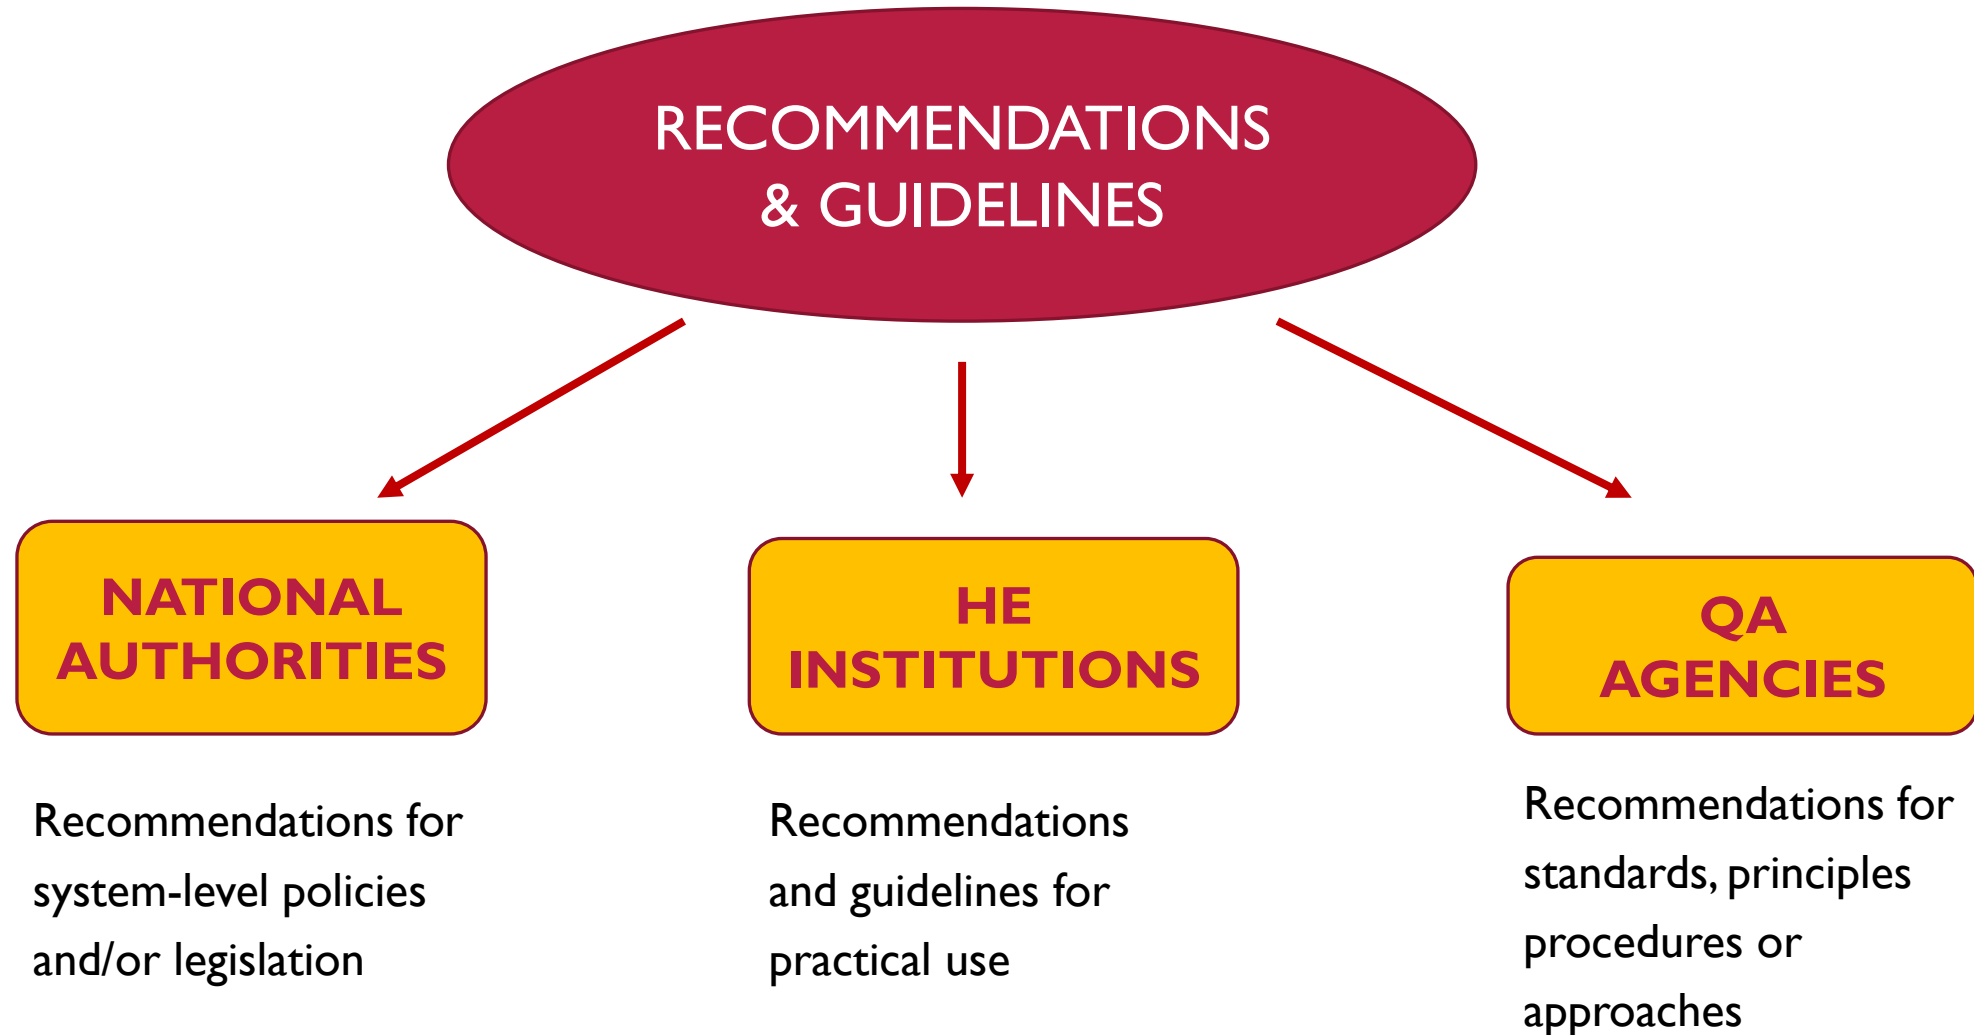 RECOMMENDATIONS
& GUIDELINES
NATIONAL
AUTHORITIES
Recommendations for
system-level policies
and/or legislation
HE
INSTITUTIONS
Recommendations
and guidelines for
practical use
QA
AGENCIES
Recommendations for
standards, principles
procedures or
approaches